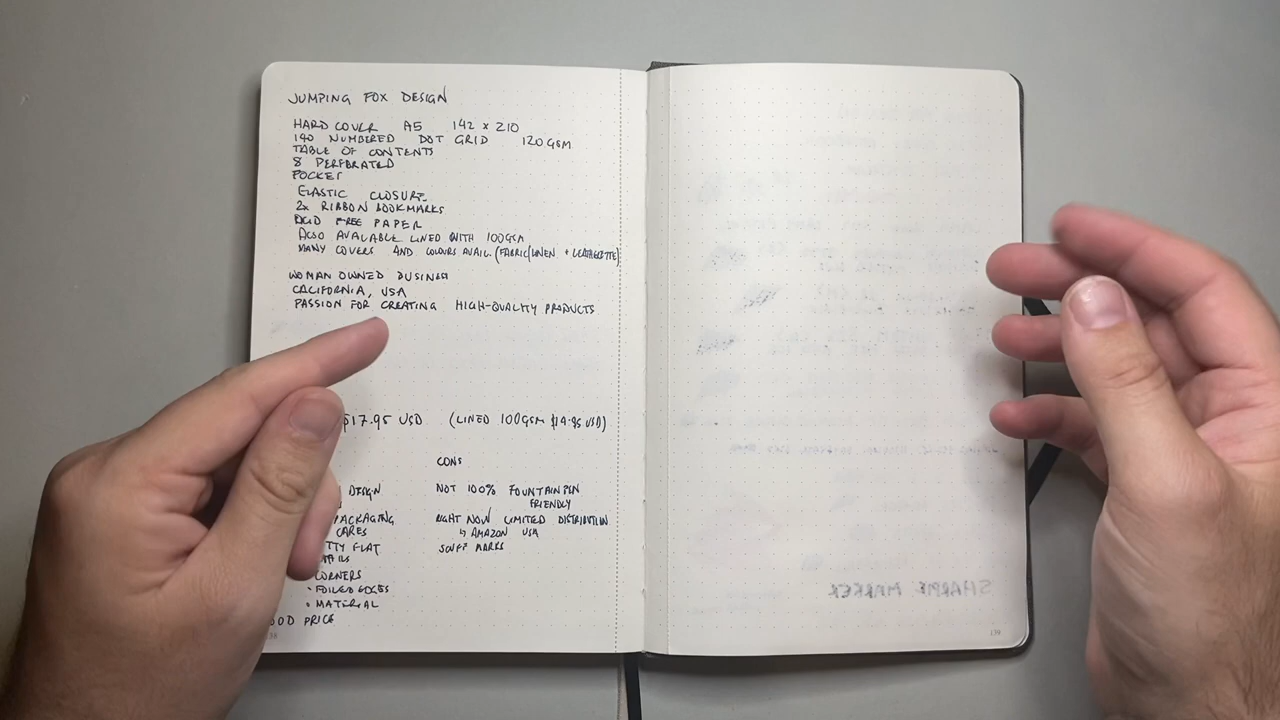 JUMPING FOX DESIGN
HARD COVER A5 142 x 210
140 NUMBERED DOT GRID 120GSM
TABLE OF CONTENTS
8 PERFORATED
POCKET
ELASTIC CLOSURE
2x RIBBON BOOKMARKS
ACID FREE PAPER
ALSO AVAILABLE LINED WITH 100GSM
MANY COVERS AND COLOURS AVAIL. (FABRIC/LINEN + LEATHERETTE)
WOMAN OWNED BUSINESS
CALIFORNIA, USA
PASSION FOR CREATING HIGH-QUALITY PRODUCTS
$17.95 USD (LINED 100GSM $19.95 USD)
CONS
DESIGN NOT 100% FOUNTAIN PEN
FRIENDLY
PACKAGING RIGHT NOW LIMITED DISTRIBUTION
CARES ↳ AMAZON USA
FLAT SCUFF MARKS
CORNERS
• FOILED EDGES
• MATERIAL
PRICE
SHARPIE MARKER